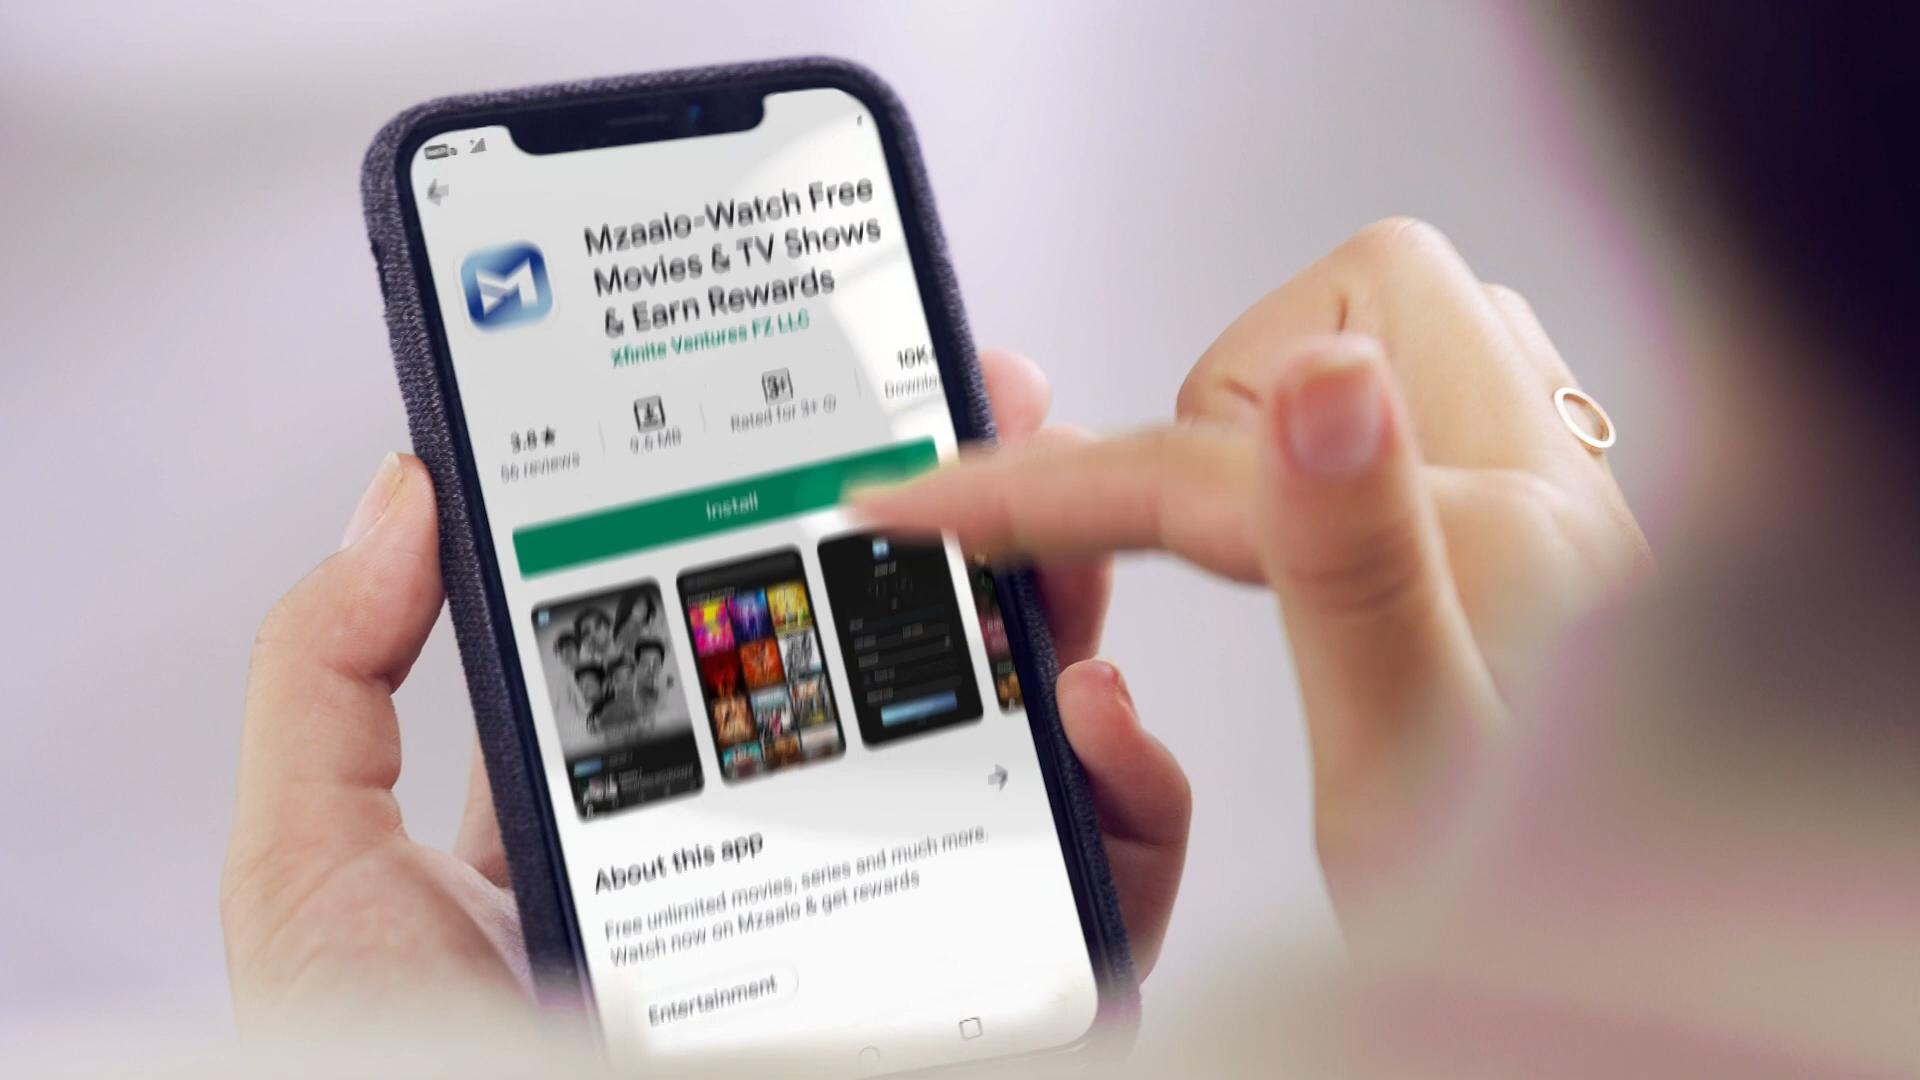 Mzaalo-Watch Free
Movies & TV Shows
& Earn Rewards
Xfinite Ventures FZ LLC
3.8★
56 reviews
9.6 MB
3+
Rated for 3+
10K+
Install
About this app
Free unlimited movies, series and much more.
Watch now on Mzaalo & get rewards
Entertainment